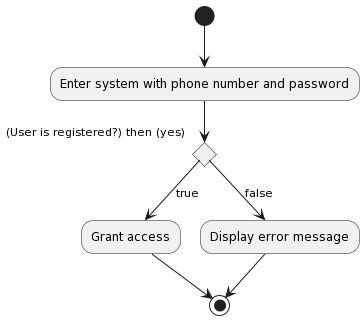 Enter system with phone number and password
(User is registered?) then (yes)
true
false
Grant access
Display error message